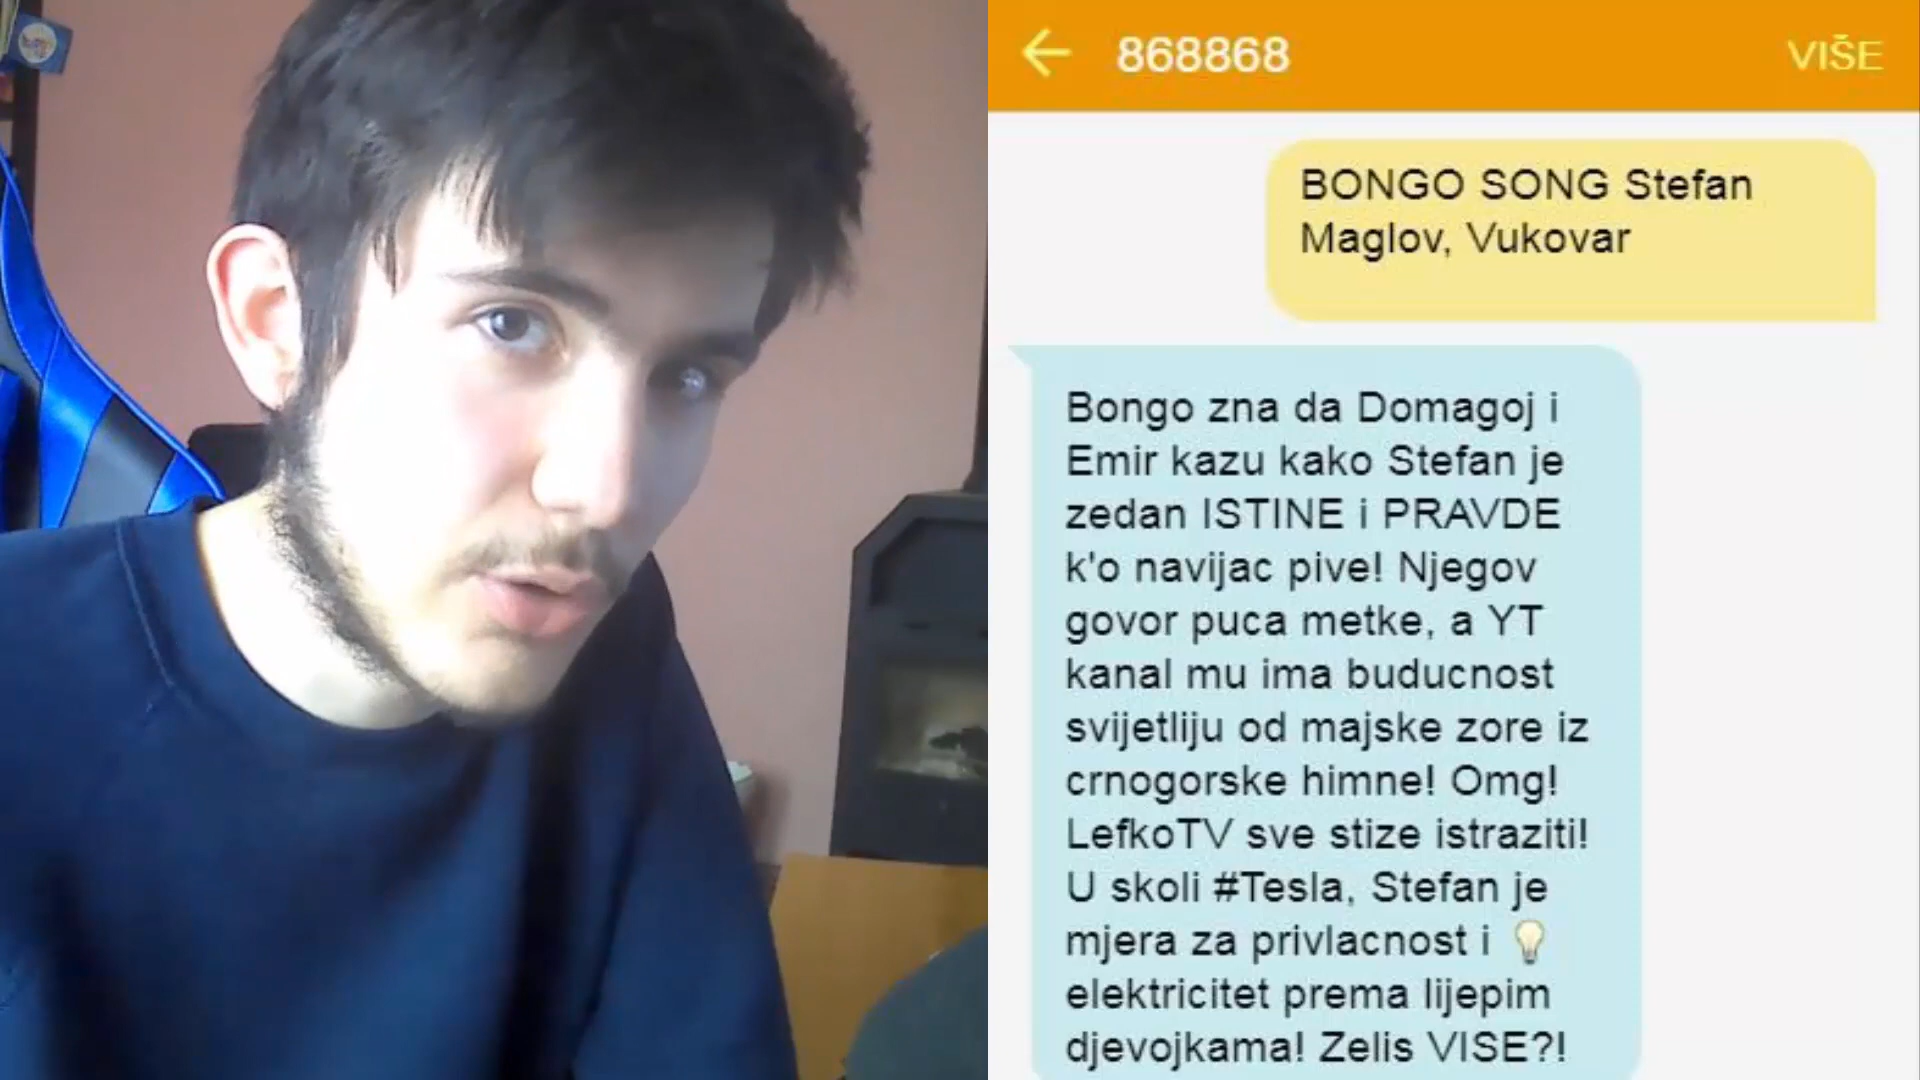 868868
VIŠE
BONGO SONG Stefan
Maglov, Vukovar
Bongo zna da Domagoj i
Emir kazu kako Stefan je
zedan ISTINE i PRAVDE
k'o navijac pive! Njegov
govor puca metke, a YT
kanal mu ima buducnost
svijetliju od majske zore iz
crnogorske himne! Omg!
LefkoTV sve stize istraziti!
U skoli #Tesla, Stefan je
mjera za privlacnost i 💡
elektricitet prema lijepim
djevojkama! Zelis VISE?!